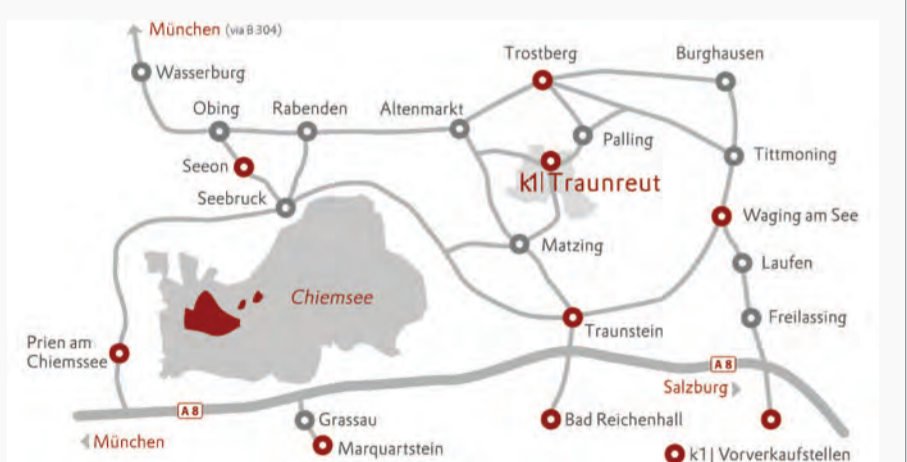 München (via B 304)
Wasserburg
Trostberg
Burghausen
Obing
Rabenden
Altenmarkt
Palling
Tittmoning
Seeon
k1| Traunreut
Seebruck
Waging am See
Matzing
Laufen
Chiemsee
Freilassing
Traunstein
Prien am
Chiemssee
A 8
Salzburg
A 8
Grassau
Bad Reichenhall
München
Marquartstein
k1| Vorverkaufstellen